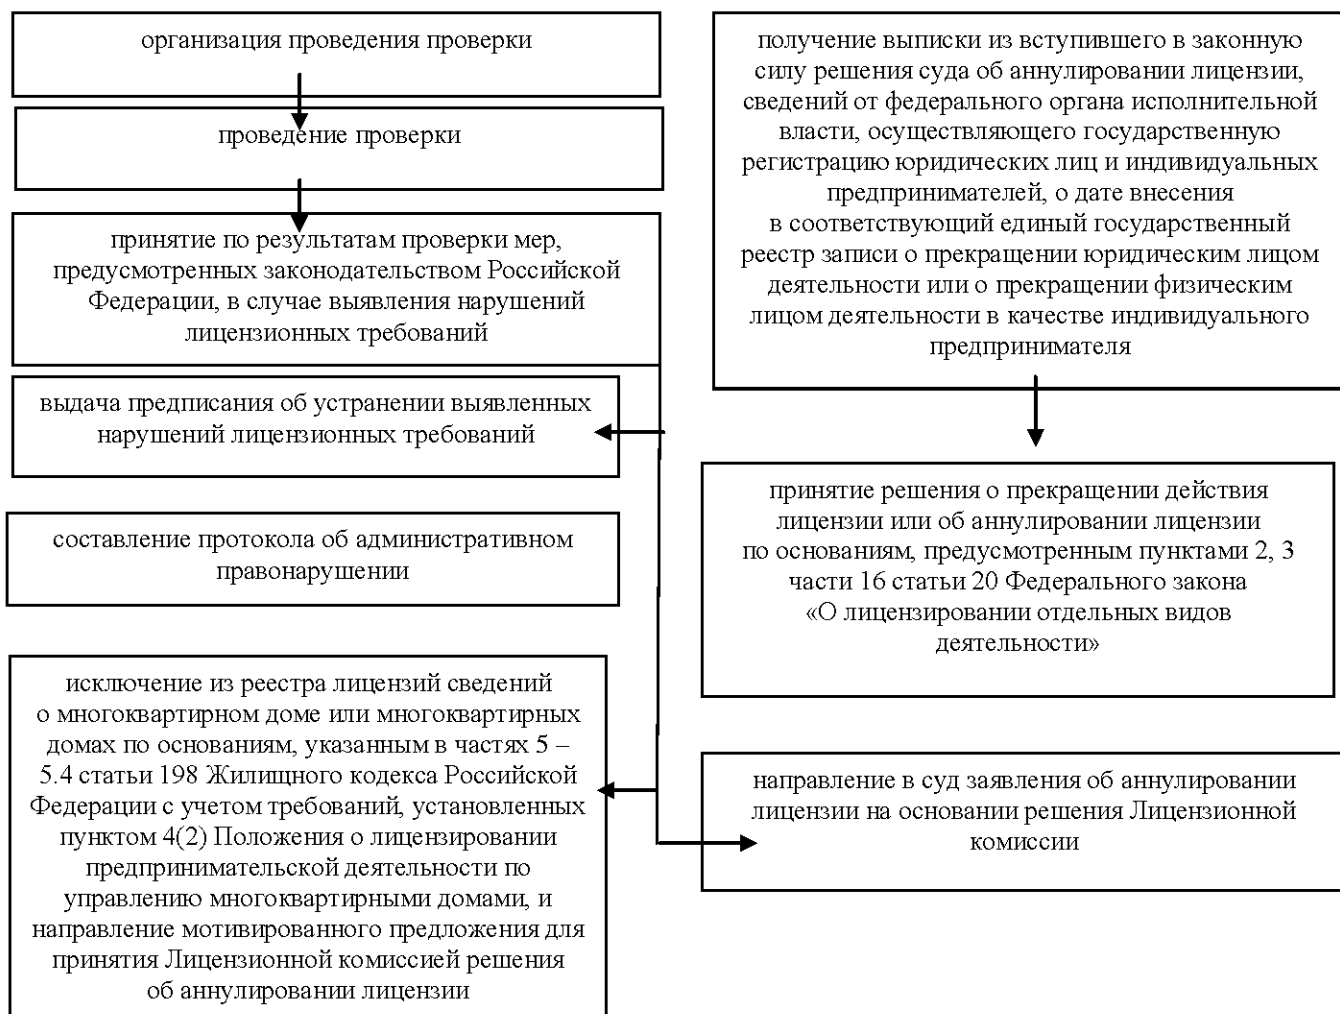 организация проведения проверки
проведение проверки
принятие по результатам проверки мер,
предусмотренных законодательством Российской
Федерации, в случае выявления нарушений
лицензионных требований
выдача предписания об устранении выявленных
нарушений лицензионных требований
составление протокола об административном
правонарушении
исключение из реестра лицензий сведений
о многоквартирном доме или многоквартирных
домах по основаниям, указанным в частях 5 –
5.4 статьи 198 Жилищного кодекса Российской
Федерации с учетом требований, установленных
пунктом 4(2) Положения о лицензировании
предпринимательской деятельности по
управлению многоквартирными домами, и
направление мотивированного предложения для
принятия Лицензионной комиссией решения
об аннулировании лицензии
получение выписки из вступившего в законную
силу решения суда об аннулировании лицензии,
сведений от федерального органа исполнительной
власти, осуществляющего государственную
регистрацию юридических лиц и индивидуальных
предпринимателей, о дате внесения
в соответствующий единый государственный
реестр записи о прекращении юридическим лицом
деятельности или о прекращении физическим
лицом деятельности в качестве индивидуального
предпринимателя
принятие решения о прекращении действия
лицензии или об аннулировании лицензии
по основаниям, предусмотренным пунктами 2, 3
части 16 статьи 20 Федерального закона
«О лицензировании отдельных видов
деятельности»
направление в суд заявления об аннулировании
лицензии на основании решения Лицензионной
комиссии